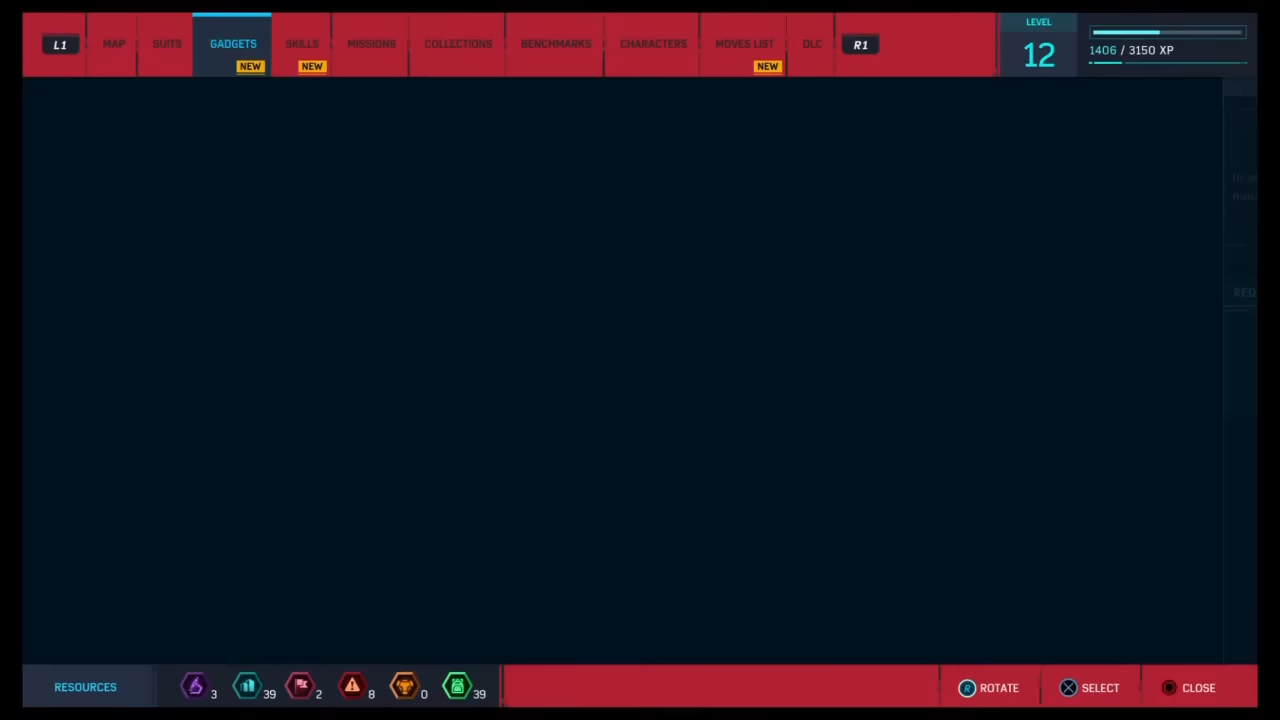 L1 MAP SUITS GADGETS SKILLS MISSIONS COLLECTIONS BENCHMARKS CHARACTERS MOVES LIST DLC R1
NEW NEW NEW
LEVEL
12
1406 / 3150 XP
REQ
RESOURCES 3 39 2 8 0 39 R ROTATE SELECT CLOSE